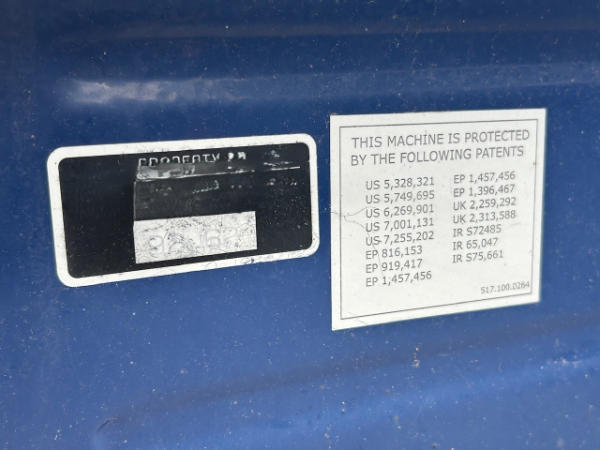 PROPERTY
THIS MACHINE IS PROTECTED
BY THE FOLLOWING PATENTS
US 5,328,321
US 5,749,695
US 6,269,901
US 7,001,131
US 7,255,202
EP 816,153
EP 919,417
EP 1,457,456
EP 1,457,456
EP 1,396,467
UK 2,259,292
UK 2,313,588
IR S72485
IR 65,047
IR S75,661
517.100.0264